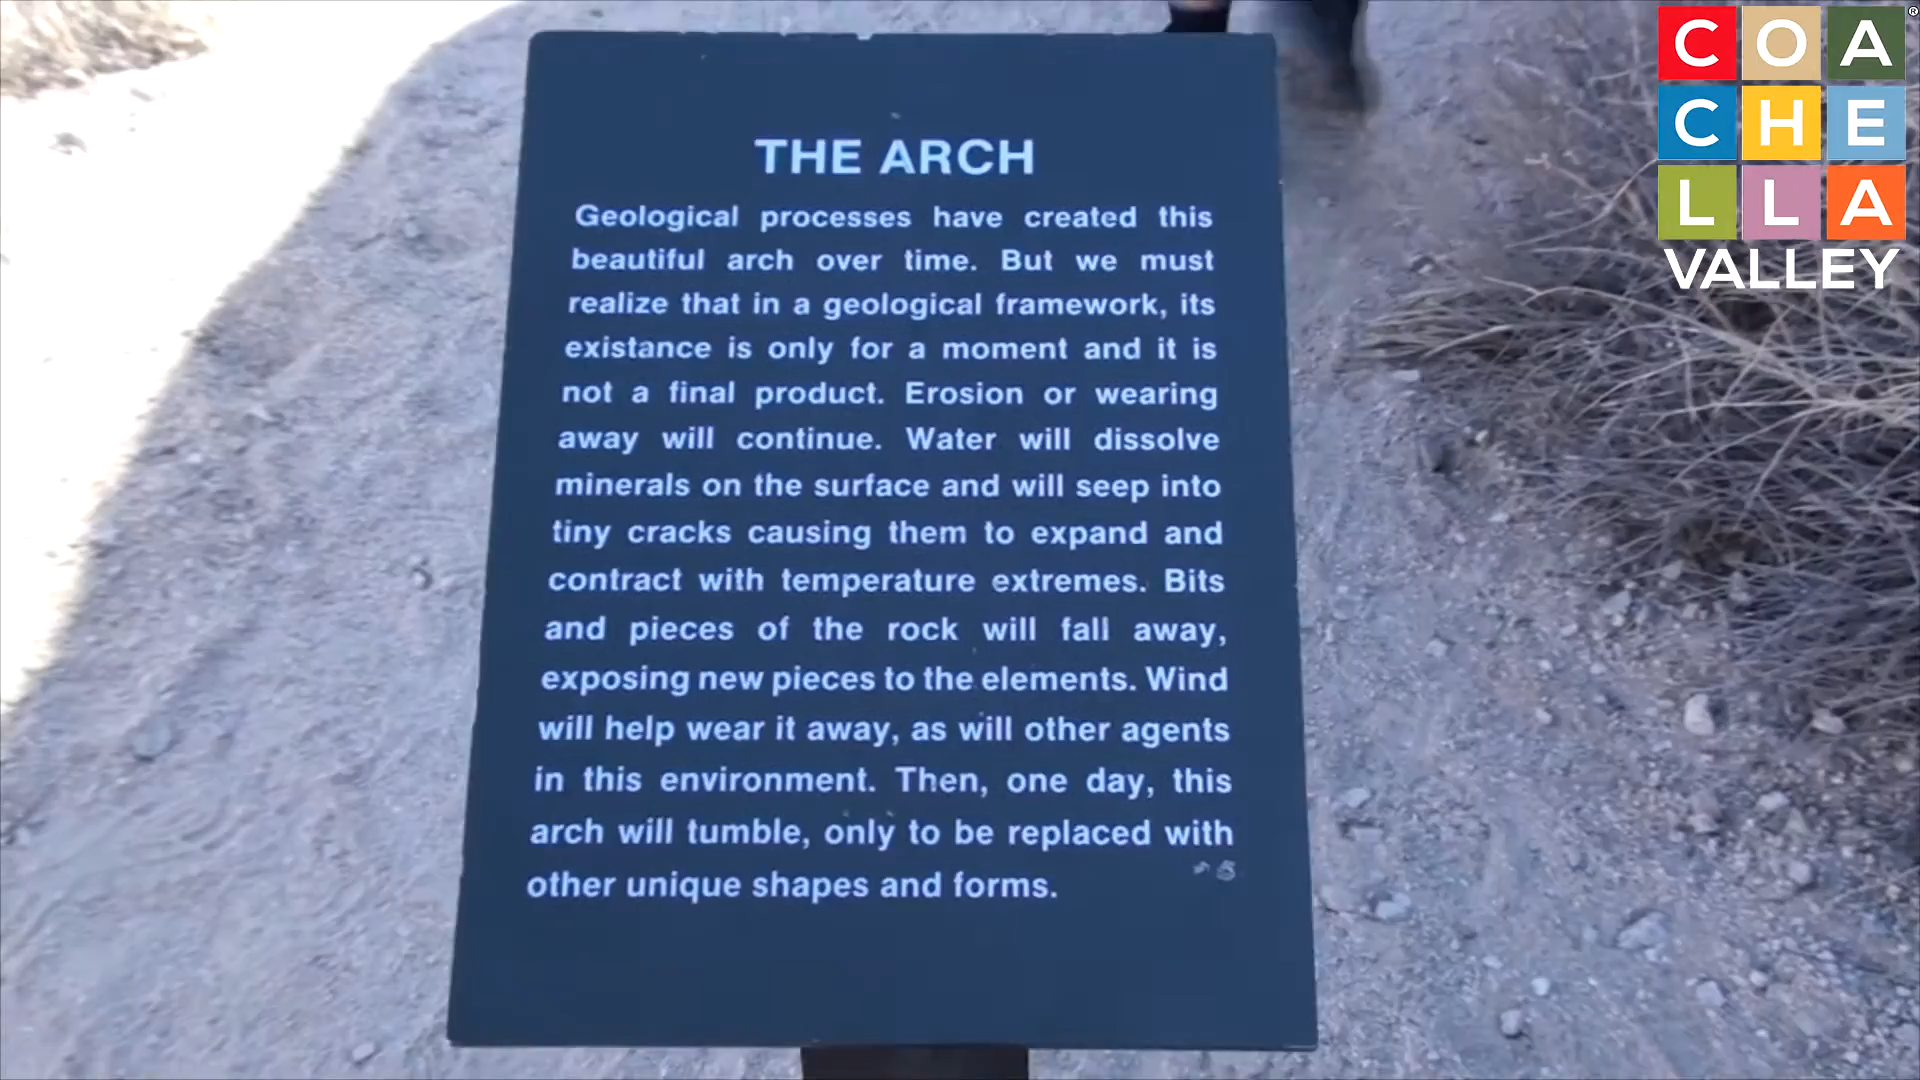 THE ARCH
Geological processes have created this
beautiful arch over time. But we must
realize that in a geological framework, its
existance is only for a moment and it is
not a final product. Erosion or wearing
away will continue. Water will dissolve
minerals on the surface and will seep into
tiny cracks causing them to expand and
contract with temperature extremes. Bits
and pieces of the rock will fall away,
exposing new pieces to the elements. Wind
will help wear it away, as will other agents
in this environment. Then, one day, this
arch will tumble, only to be replaced with
other unique shapes and forms.
COA
CHE
LLA
VALLEY
®